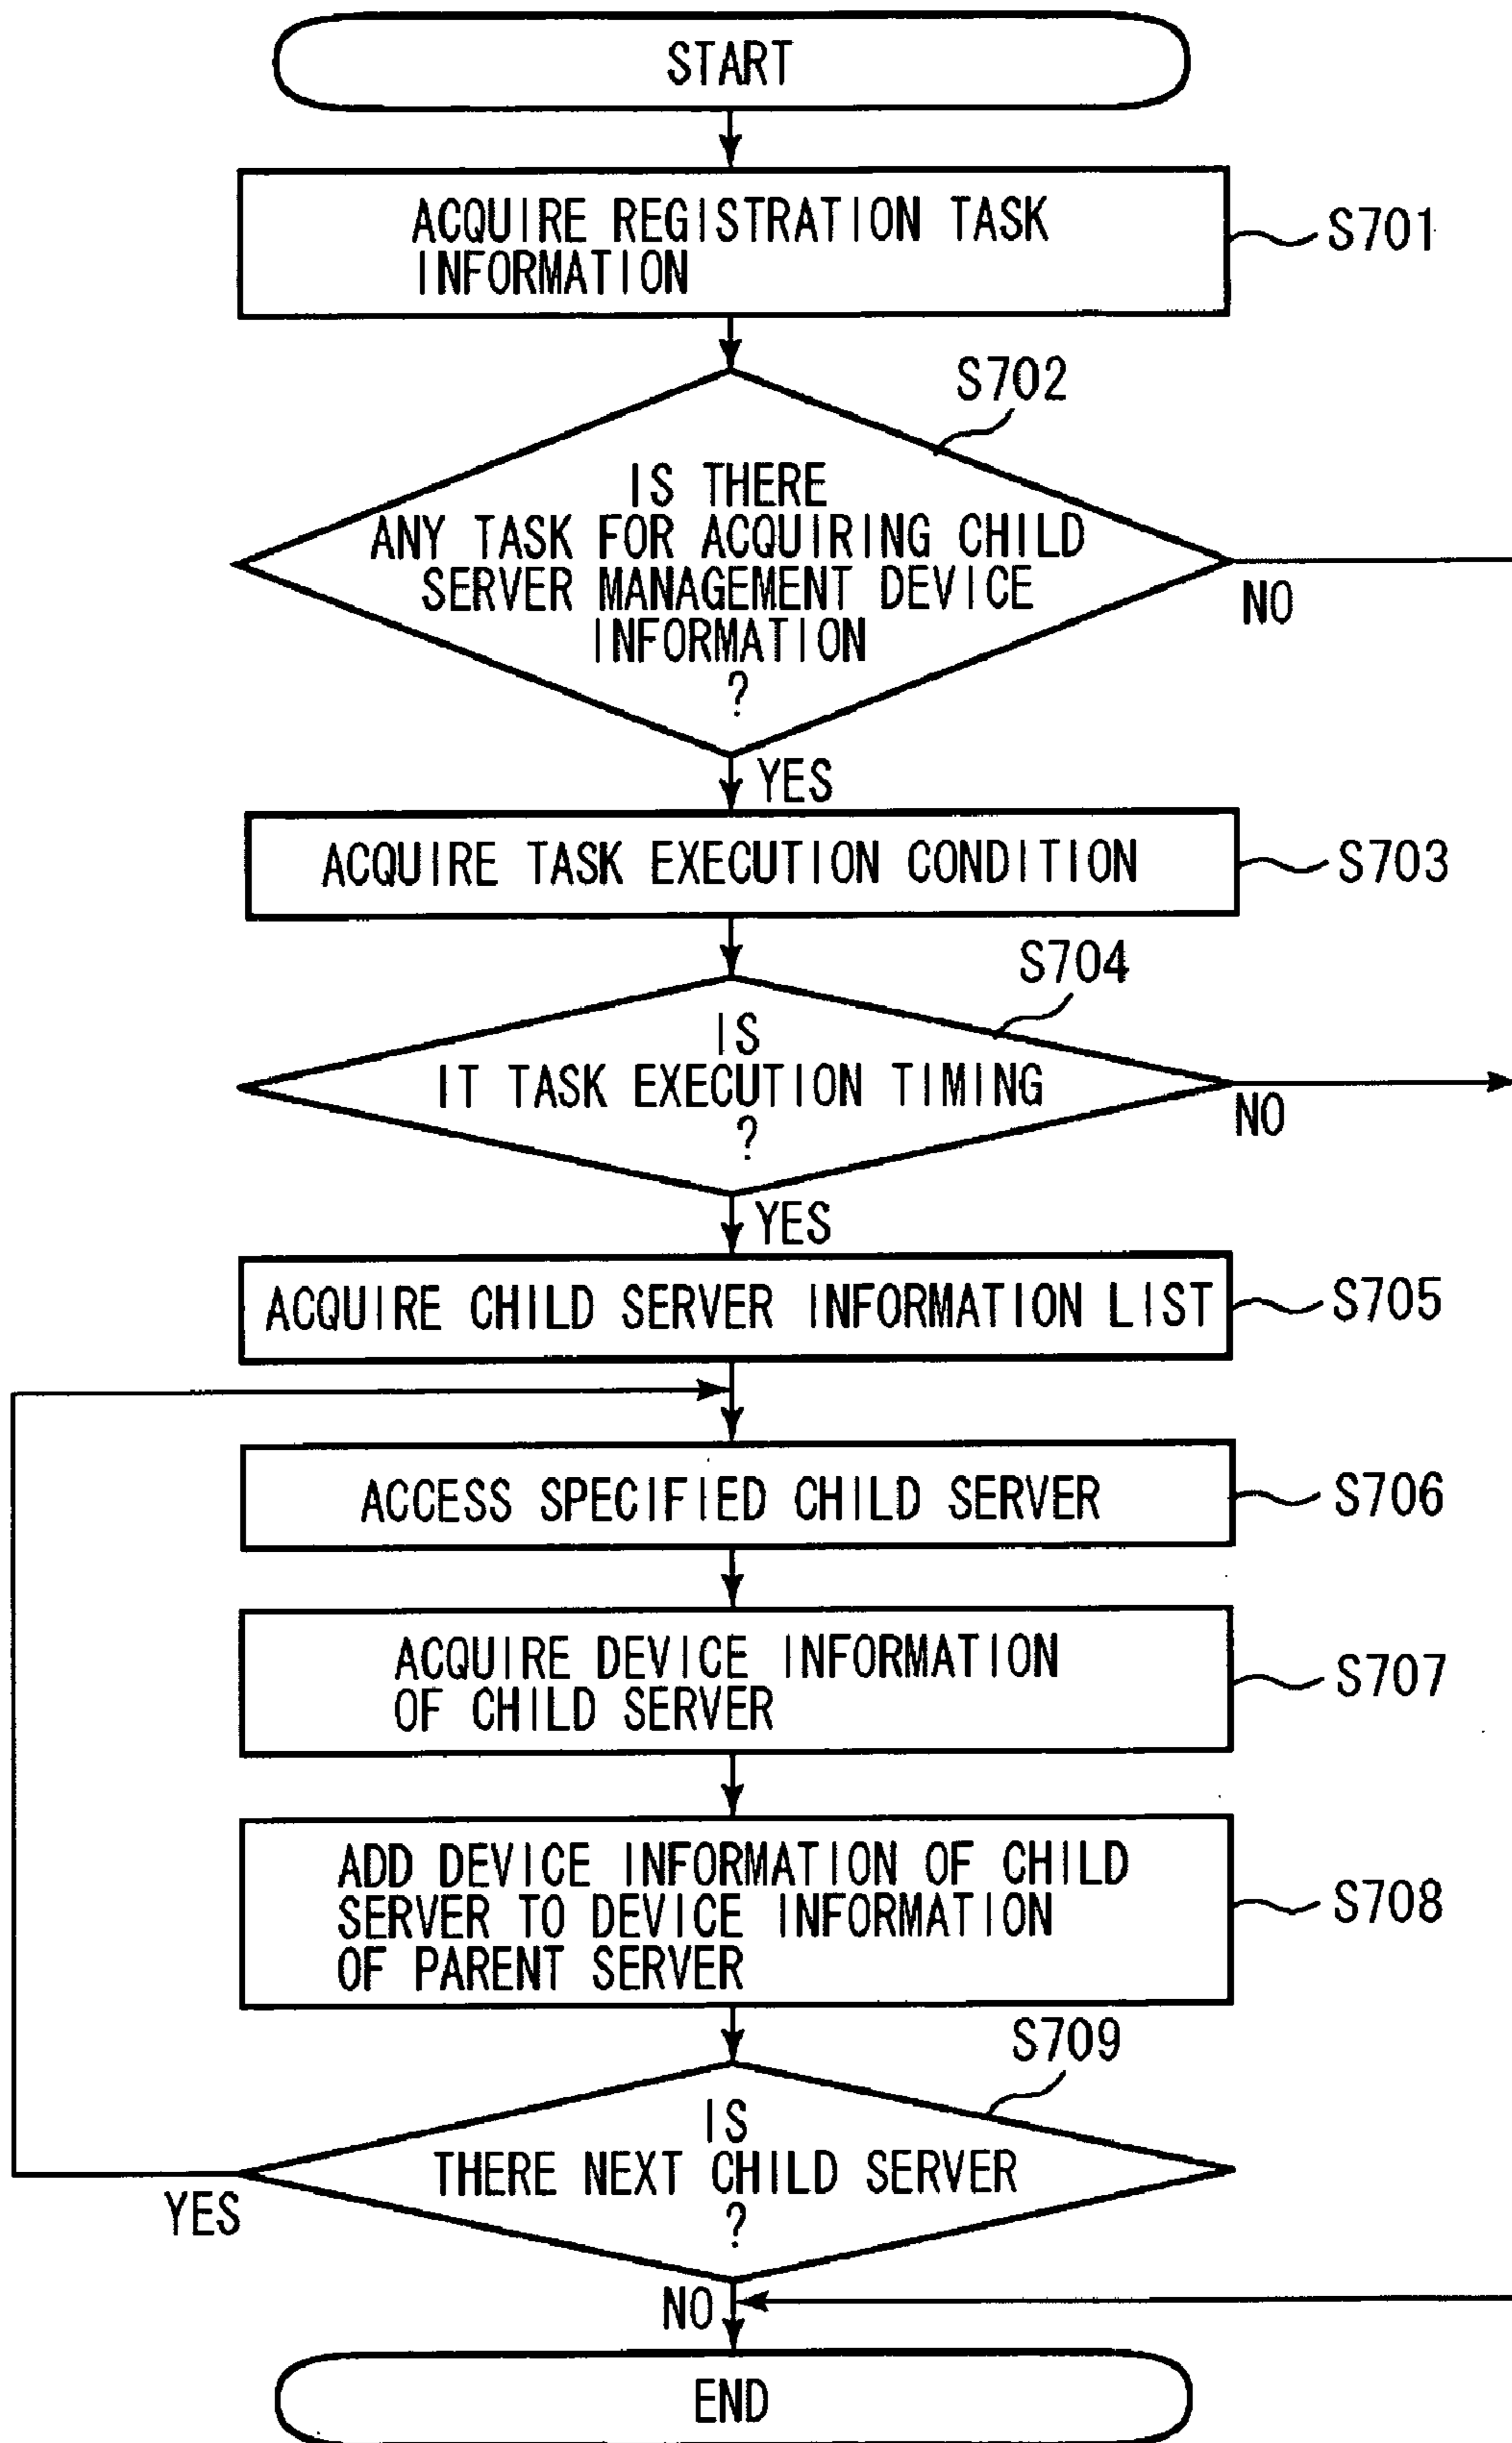 START
ACQUIRE REGISTRATION TASK
INFORMATION
S701
S702
IS THERE
ANY TASK FOR ACQUIRING CHILD
SERVER MANAGEMENT DEVICE
INFORMATION
?
NO
YES
ACQUIRE TASK EXECUTION CONDITION
S703
S704
IS
IT TASK EXECUTION TIMING
?
NO
YES
ACQUIRE CHILD SERVER INFORMATION LIST
S705
ACCESS SPECIFIED CHILD SERVER
S706
ACQUIRE DEVICE INFORMATION
OF CHILD SERVER
S707
ADD DEVICE INFORMATION OF CHILD
SERVER TO DEVICE INFORMATION
OF PARENT SERVER
S708
S709
IS
THERE NEXT CHILD SERVER
?
YES
NO
END